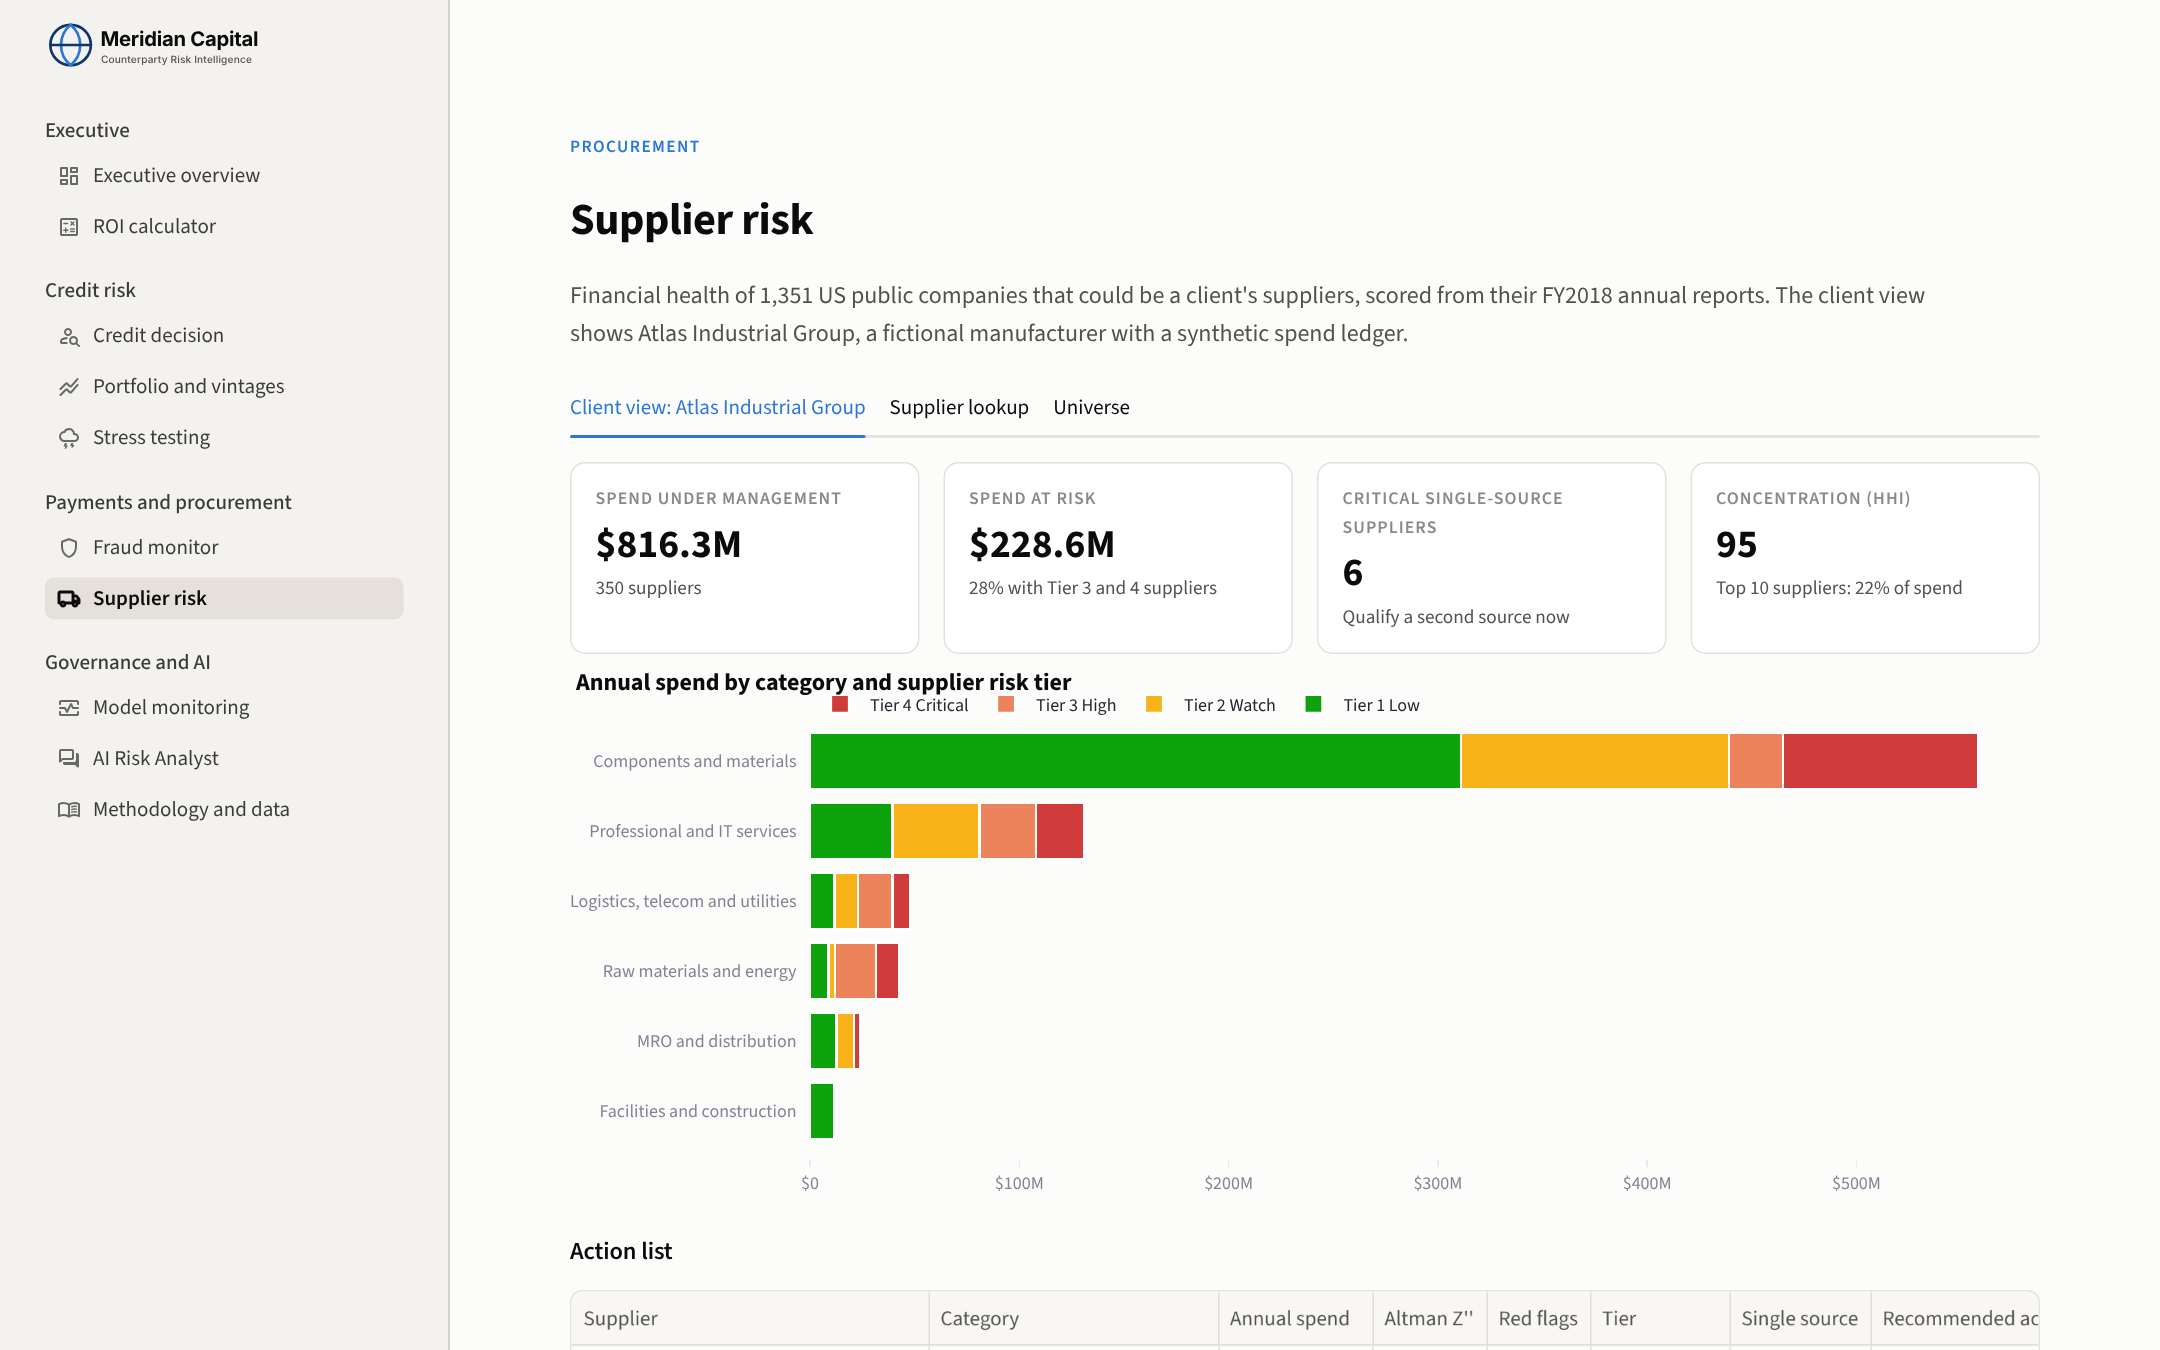 Meridian Capital
Counterparty Risk Intelligence
Executive
Executive overview
ROI calculator
Credit risk
Credit decision
Portfolio and vintages
Stress testing
Payments and procurement
Fraud monitor
Supplier risk
Governance and AI
Model monitoring
AI Risk Analyst
Methodology and data
PROCUREMENT
Supplier risk
Financial health of 1,351 US public companies that could be a client's suppliers, scored from their FY2018 annual reports. The client view
shows Atlas Industrial Group, a fictional manufacturer with a synthetic spend ledger.
Client view: Atlas Industrial Group Supplier lookup Universe
SPEND UNDER MANAGEMENT
$816.3M
350 suppliers
SPEND AT RISK
$228.6M
28% with Tier 3 and 4 suppliers
CRITICAL SINGLE-SOURCE
SUPPLIERS
6
Qualify a second source now
CONCENTRATION (HHI)
95
Top 10 suppliers: 22% of spend
Annual spend by category and supplier risk tier
Tier 4 Critical Tier 3 High Tier 2 Watch Tier 1 Low
Components and materials
Professional and IT services
Logistics, telecom and utilities
Raw materials and energy
MRO and distribution
Facilities and construction
$0 $100M $200M $300M $400M $500M
Action list
Supplier Category Annual spend Altman Z'' Red flags Tier Single source Recommended ac